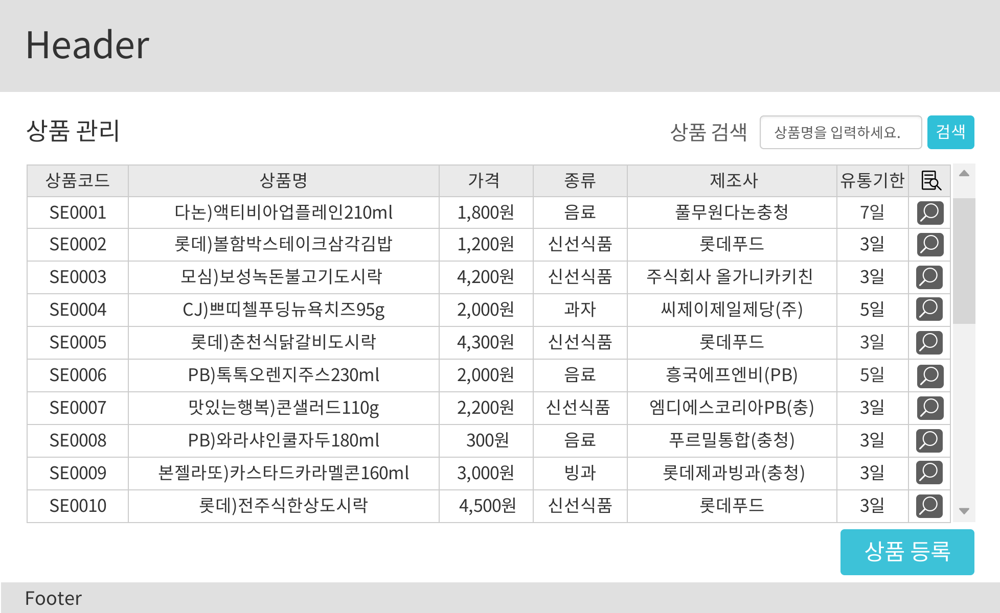 Header
상품 관리
상품 검색 상품명을 입력하세요. 검색
상품코드 상품명 가격 종류 제조사 유통기한
SE0001 다논)액티비아업플레인210ml 1,800원 음료 풀무원다논충청 7일
SE0002 롯데)볼함박스테이크삼각김밥 1,200원 신선식품 롯데푸드 3일
SE0003 모심)보성녹돈불고기도시락 4,200원 신선식품 주식회사 올가니카키친 3일
SE0004 CJ)쁘띠첼푸딩뉴욕치즈95g 2,000원 과자 씨제이제일제당(주) 5일
SE0005 롯데)춘천식닭갈비도시락 4,300원 신선식품 롯데푸드 3일
SE0006 PB)톡톡오렌지주스230ml 2,000원 음료 흥국에프엔비(PB) 5일
SE0007 맛있는행복)콘샐러드110g 2,200원 신선식품 엠디에스코리아PB(충) 3일
SE0008 PB)와라샤인쿨자두180ml 300원 음료 푸르밀통합(충청) 3일
SE0009 본젤라또)카스타드카라멜콘160ml 3,000원 빙과 롯데제과빙과(충청) 3일
SE0010 롯데)전주식한상도시락 4,500원 신선식품 롯데푸드 3일
상품 등록
Footer